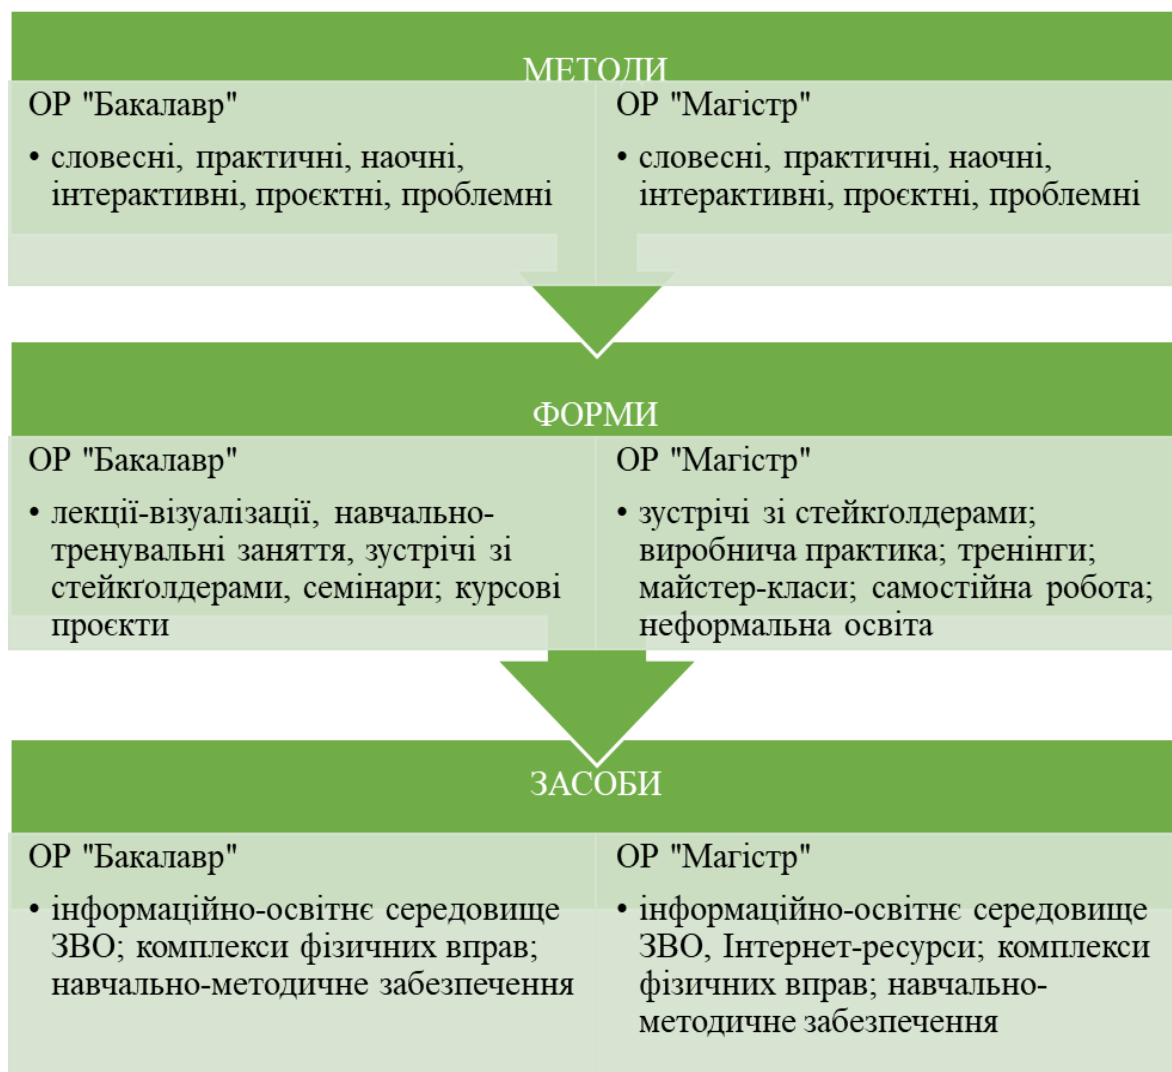 МЕТОДИ
ОР "Бакалавр"
• словесні, практичні, наочні,
інтерактивні, проєктні, проблемні
ОР "Магістр"
• словесні, практичні, наочні,
інтерактивні, проєктні, проблемні
ФОРМИ
ОР "Бакалавр"
• лекції-візуалізації, навчально-
тренувальні заняття, зустрічі зі
стейкґолдерами, семінари; курсові
проєкти
ОР "Магістр"
• зустрічі зі стейкґолдерами;
виробнича практика; тренінги;
майстер-класи; самостійна робота;
неформальна освіта
ЗАСОБИ
ОР "Бакалавр"
• інформаційно-освітнє середовище
ЗВО; комплекси фізичних вправ;
навчально-методичне забезпечення
ОР "Магістр"
• інформаційно-освітнє середовище
ЗВО, Інтернет-ресурси; комплекси
фізичних вправ; навчально-
методичне забезпечення